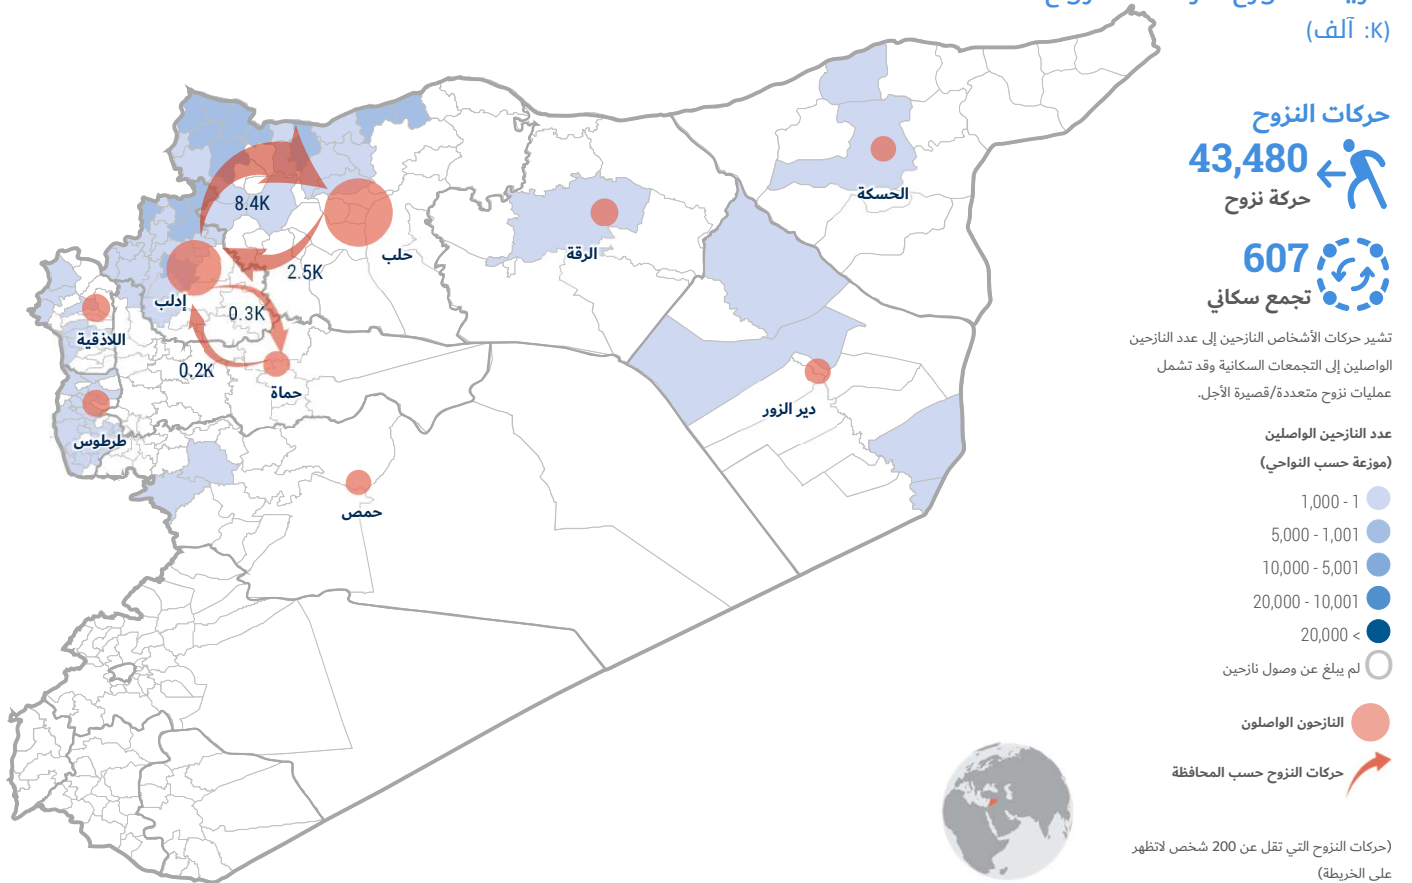 (K: آلف)
حركات النزوح
43,480
حركة نزوح
607
تجمع سكاني
تشير حركات الأشخاص النازحين إلى عدد النازحين
الواصلين إلى التجمعات السكانية وقد تشمل
عمليات نزوح متعددة/قصيرة الأجل.
عدد النازحين الواصلين
(موزعة حسب النواحي)
1,000 - 1
5,000 - 1,001
10,000 - 5,001
20,000 - 10,001
20,000 <
لم يبلغ عن وصول نازحين
النازحون الواصلون
حركات النزوح حسب المحافظة
(حركات النزوح التي تقل عن 200 شخص لاتظهر
على الخريطة)
الحسكة
8.4K
حلب
الرقة
2.5K
إدلب
0.3K
اللاذقية
0.2K
حماة
دير الزور
طرطوس
حمص